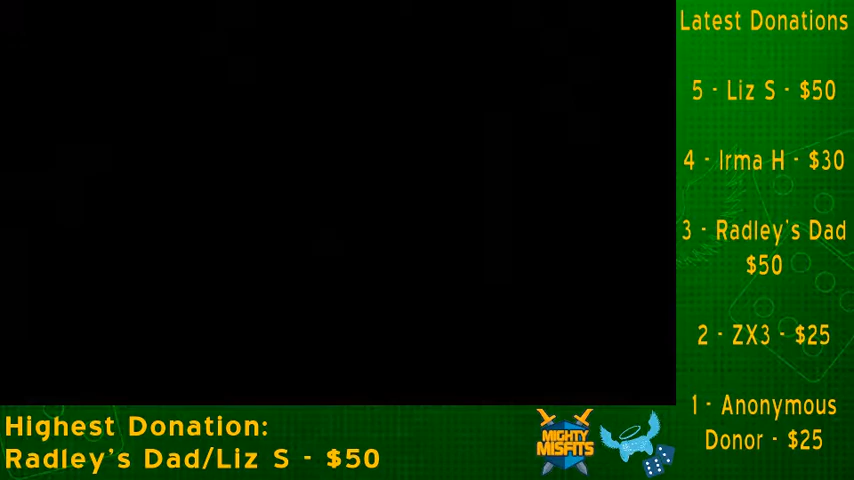 Latest Donations
5 - Liz S - $50
4 - Irma H - $30
3 - Radley's Dad
$50
2 - ZX3 - $25
1 - Anonymous
Donor - $25
Highest Donation:
Radley's Dad/Liz S - $50
MIGHTY
MISFITS